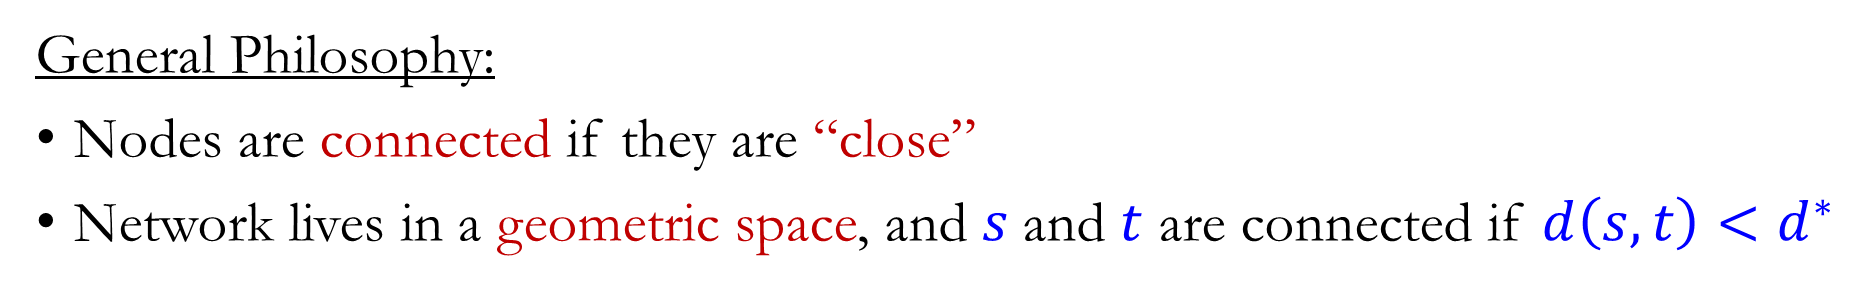 General Philosophy:
• Nodes are connected if they are “close”
• Network lives in a geometric space, and s and t are connected if d(s, t) < d*